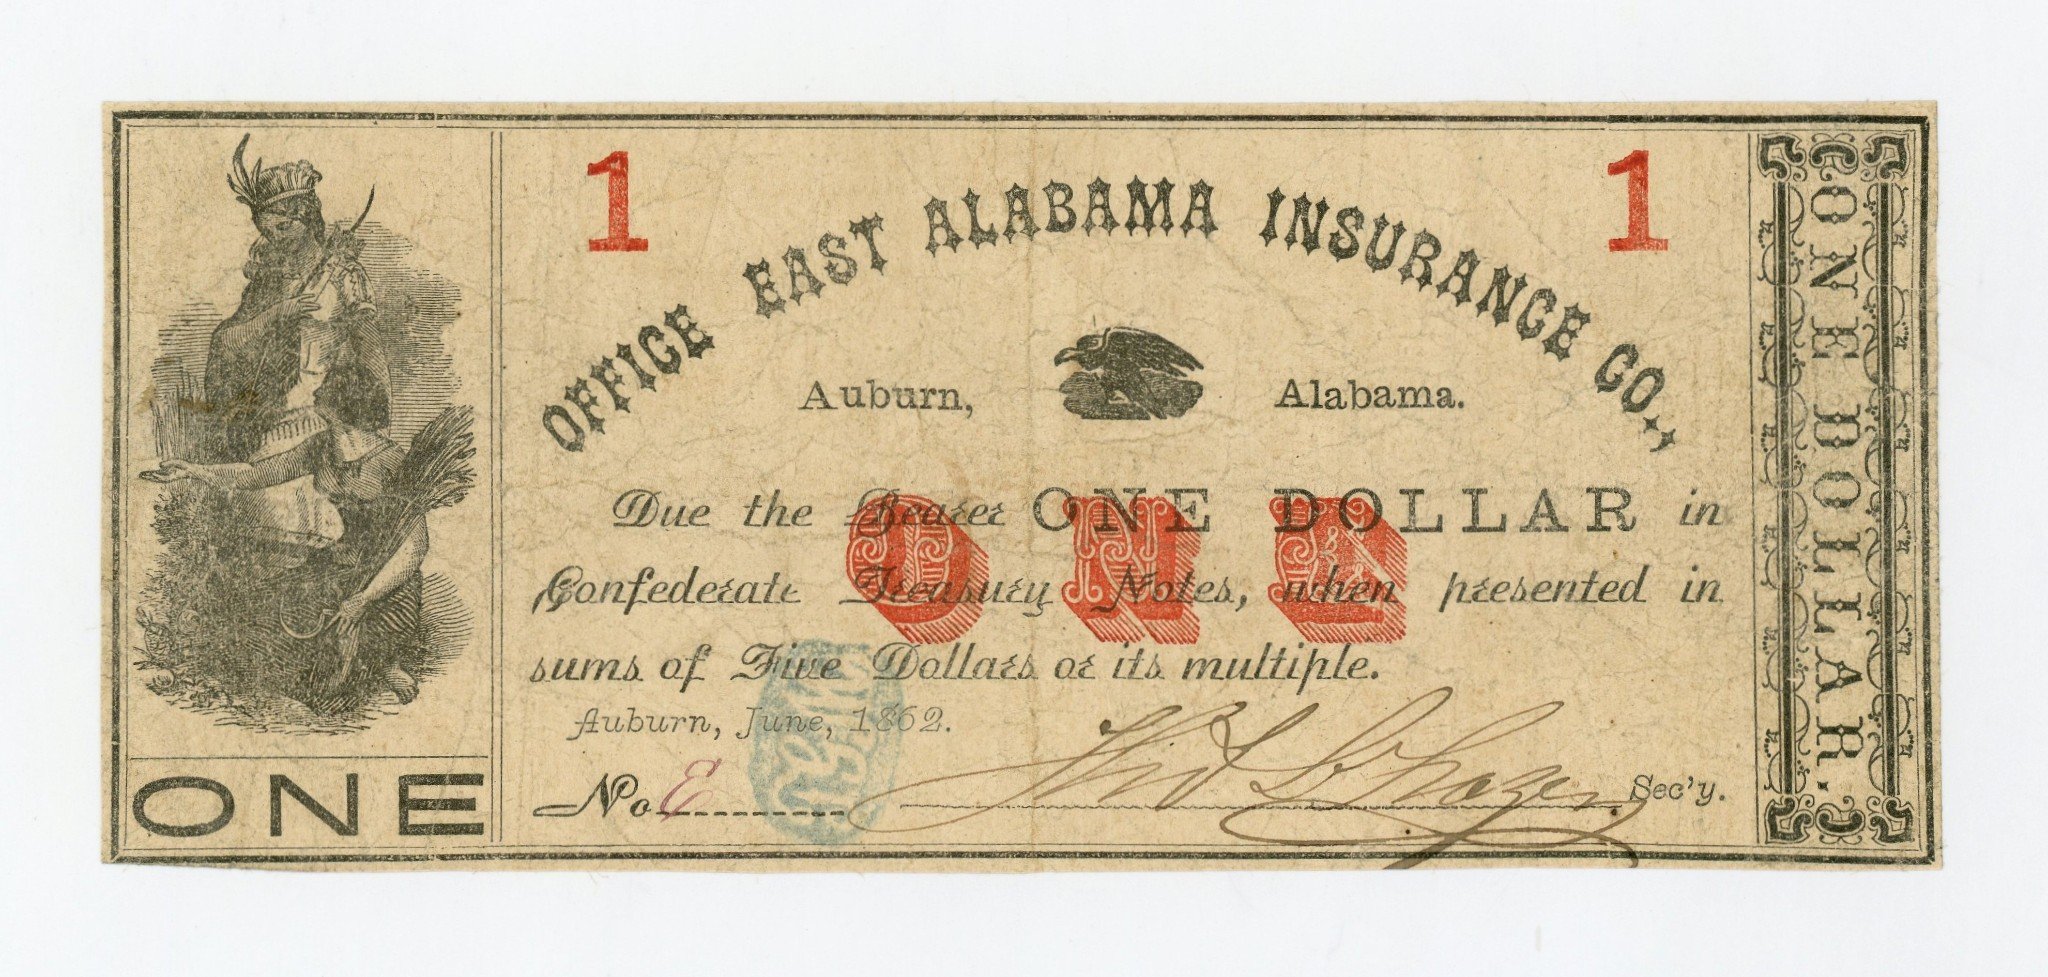 1
1
OFFICE EAST ALABAMA INSURANCE CO.,
Auburn, Alabama.
Due the Bearer ONE DOLLAR in
Confederate Treasury Notes, when presented in
sums of Five Dollars or its multiple.
ONE
Auburn, June, 1862.
No E
Sec'y.
ONE
ONE DOLLAR.